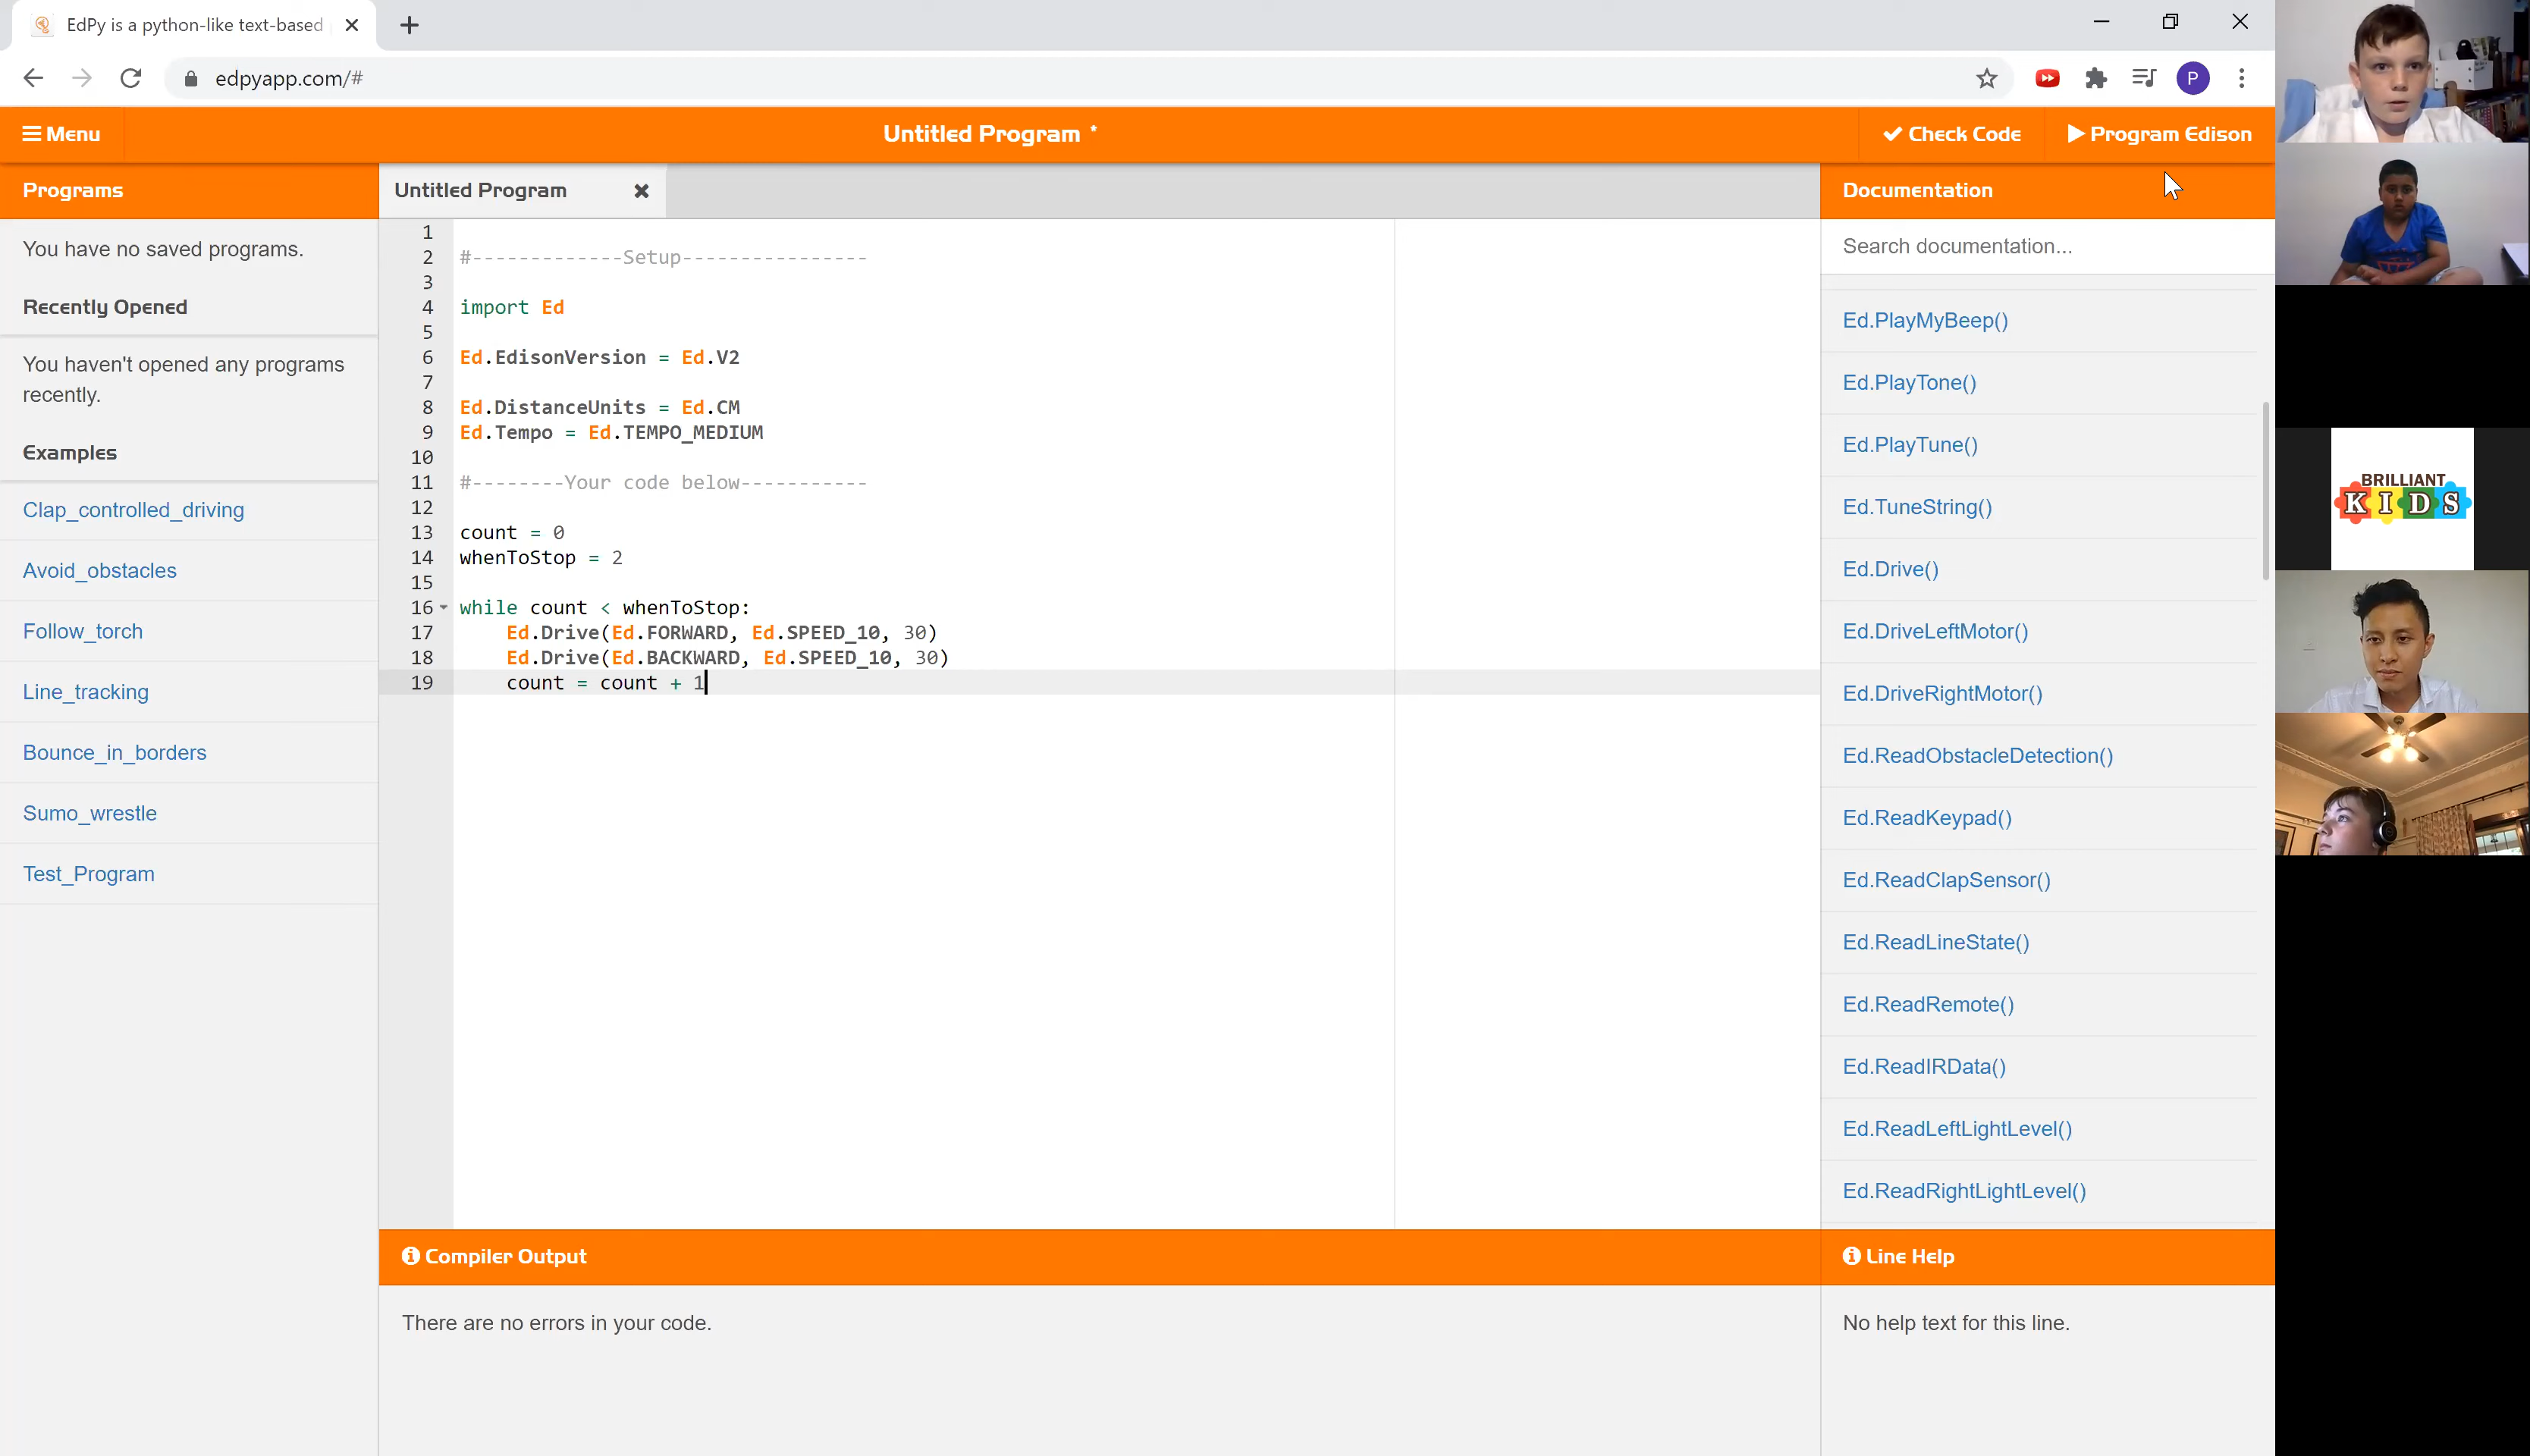 EdPy is a python-like text-based
edpyapp.com/#
P
Menu
Untitled Program *
Check Code
Program Edison
Programs
You have no saved programs.
Recently Opened
You haven't opened any programs
recently.
Examples
Clap_controlled_driving
Avoid_obstacles
Follow_torch
Line_tracking
Bounce_in_borders
Sumo_wrestle
Test_Program
Untitled Program
1
2 #-------------Setup----------------
3
4 import Ed
5
6 Ed.EdisonVersion = Ed.V2
7
8 Ed.DistanceUnits = Ed.CM
9 Ed.Tempo = Ed.TEMPO_MEDIUM
10
11 #--------Your code below-----------
12
13 count = 0
14 whenToStop = 2
15
16 while count < whenToStop:
17     Ed.Drive(Ed.FORWARD, Ed.SPEED_10, 30)
18     Ed.Drive(Ed.BACKWARD, Ed.SPEED_10, 30)
19     count = count + 1
Compiler Output
There are no errors in your code.
Documentation
Search documentation...
Ed.PlayMyBeep()
Ed.PlayTone()
Ed.PlayTune()
Ed.TuneString()
Ed.Drive()
Ed.DriveLeftMotor()
Ed.DriveRightMotor()
Ed.ReadObstacleDetection()
Ed.ReadKeypad()
Ed.ReadClapSensor()
Ed.ReadLineState()
Ed.ReadRemote()
Ed.ReadIRData()
Ed.ReadLeftLightLevel()
Ed.ReadRightLightLevel()
Line Help
No help text for this line.
BRILLIANT
KIDS